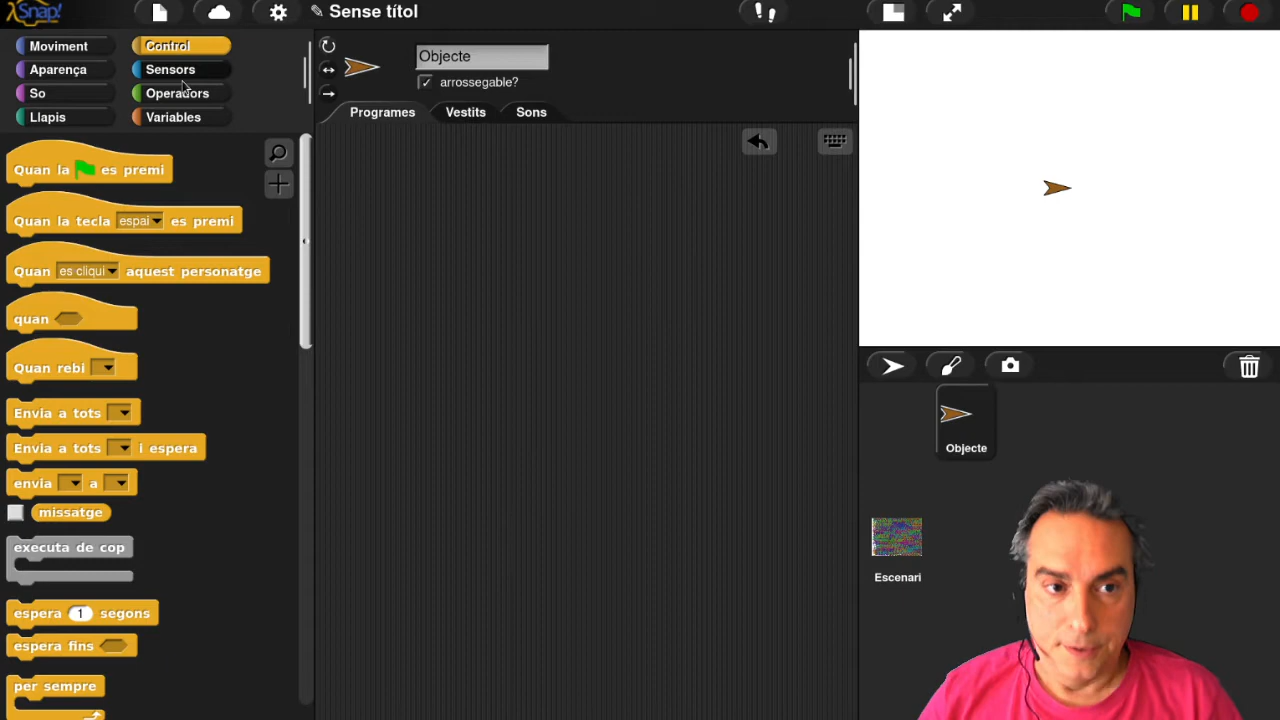 Snap!
Sense títol
Moviment
Control
Aparença
Sensors
So
Operadors
Llapis
Variables
Quan la es premi
Quan la tecla espai es premi
Quan es cliqui aquest personatge
quan
Quan rebi
Envia a tots
Envia a tots i espera
envia a
missatge
executa de cop
espera 1 segons
espera fins
per sempre
Objecte
arrossegable?
Programes
Vestits
Sons
Objecte
Escenari